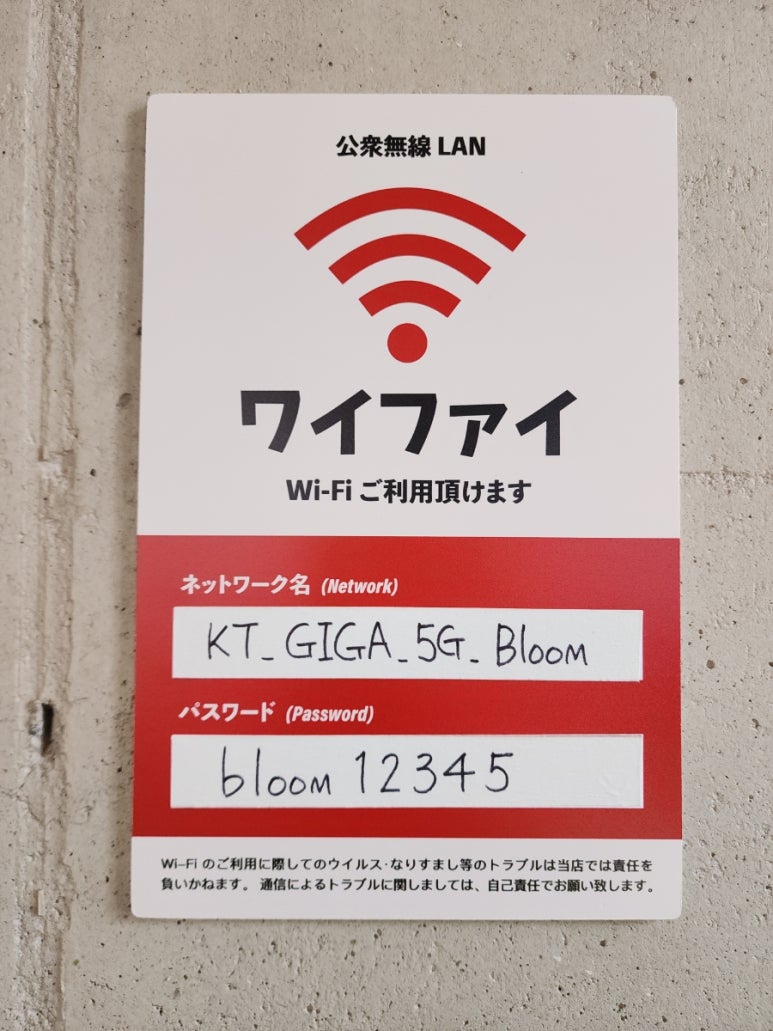 公衆無線 LAN
ワイファイ
Wi-Fi ご利用頂けます
ネットワーク名 (Network)
KT_GIGA_5G_Bloom
パスワード (Password)
bloom 12345
Wi-Fi のご利用に際してのウイルス·なりすまし等のトラブルは当店では責任を
負いかねます。 通信によるトラブルに関しましては、自己責任でお願い致します。